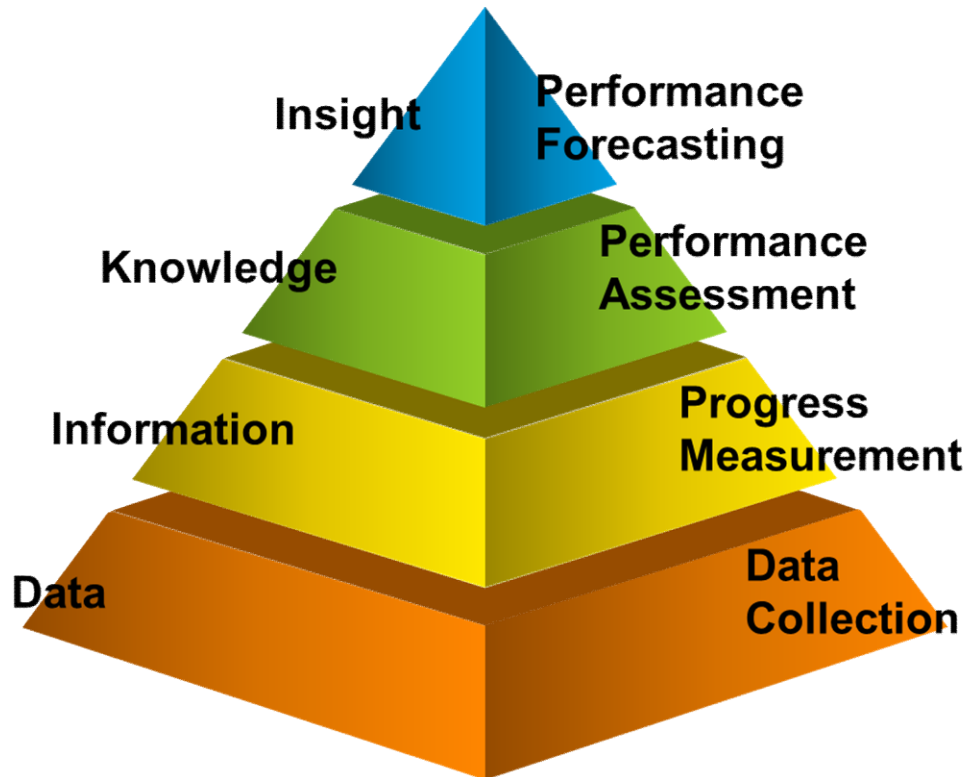 Insight
Performance
Forecasting
Knowledge
Performance
Assessment
Information
Progress
Measurement
Data
Data
Collection